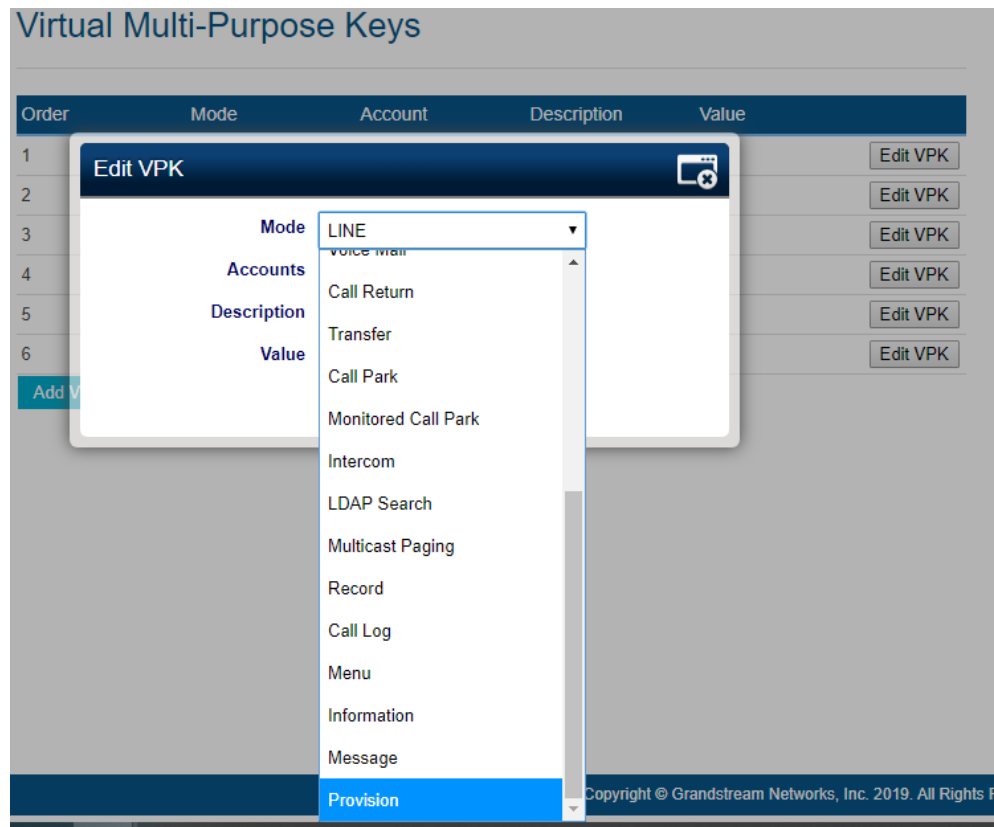 Virtual Multi-Purpose Keys
Order Mode Account Description Value
1 Edit VPK
Edit VPK
2 Edit VPK
3 Edit VPK
4 Edit VPK
5 Edit VPK
6 Edit VPK
Add V
Mode LINE
Accounts
Description
Value
Voice Mail
Call Return
Transfer
Call Park
Monitored Call Park
Intercom
LDAP Search
Multicast Paging
Record
Call Log
Menu
Information
Message
Provision
Copyright © Grandstream Networks, Inc. 2019. All Rights R